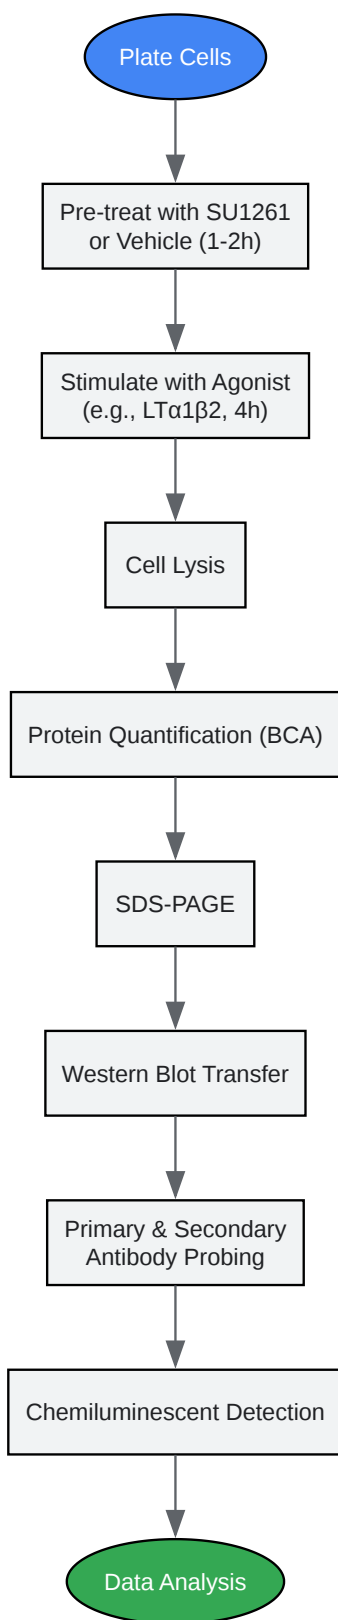 Plate Cells
Pre-treat with SU1261
or Vehicle (1-2h)
Stimulate with Agonist
(e.g., LTα1β2, 4h)
Cell Lysis
Protein Quantification (BCA)
SDS-PAGE
Western Blot Transfer
Primary & Secondary
Antibody Probing
Chemiluminescent Detection
Data Analysis